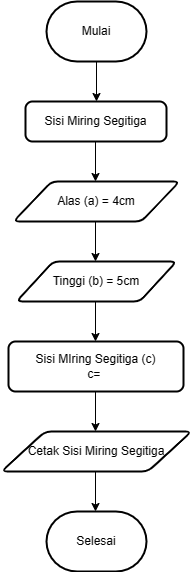 Mulai
Sisi Miring Segitiga
Alas (a) = 4cm
Tinggi (b) = 5cm
Sisi MIring Segitiga (c)
c=
Cetak Sisi Miring Segitiga
Selesai